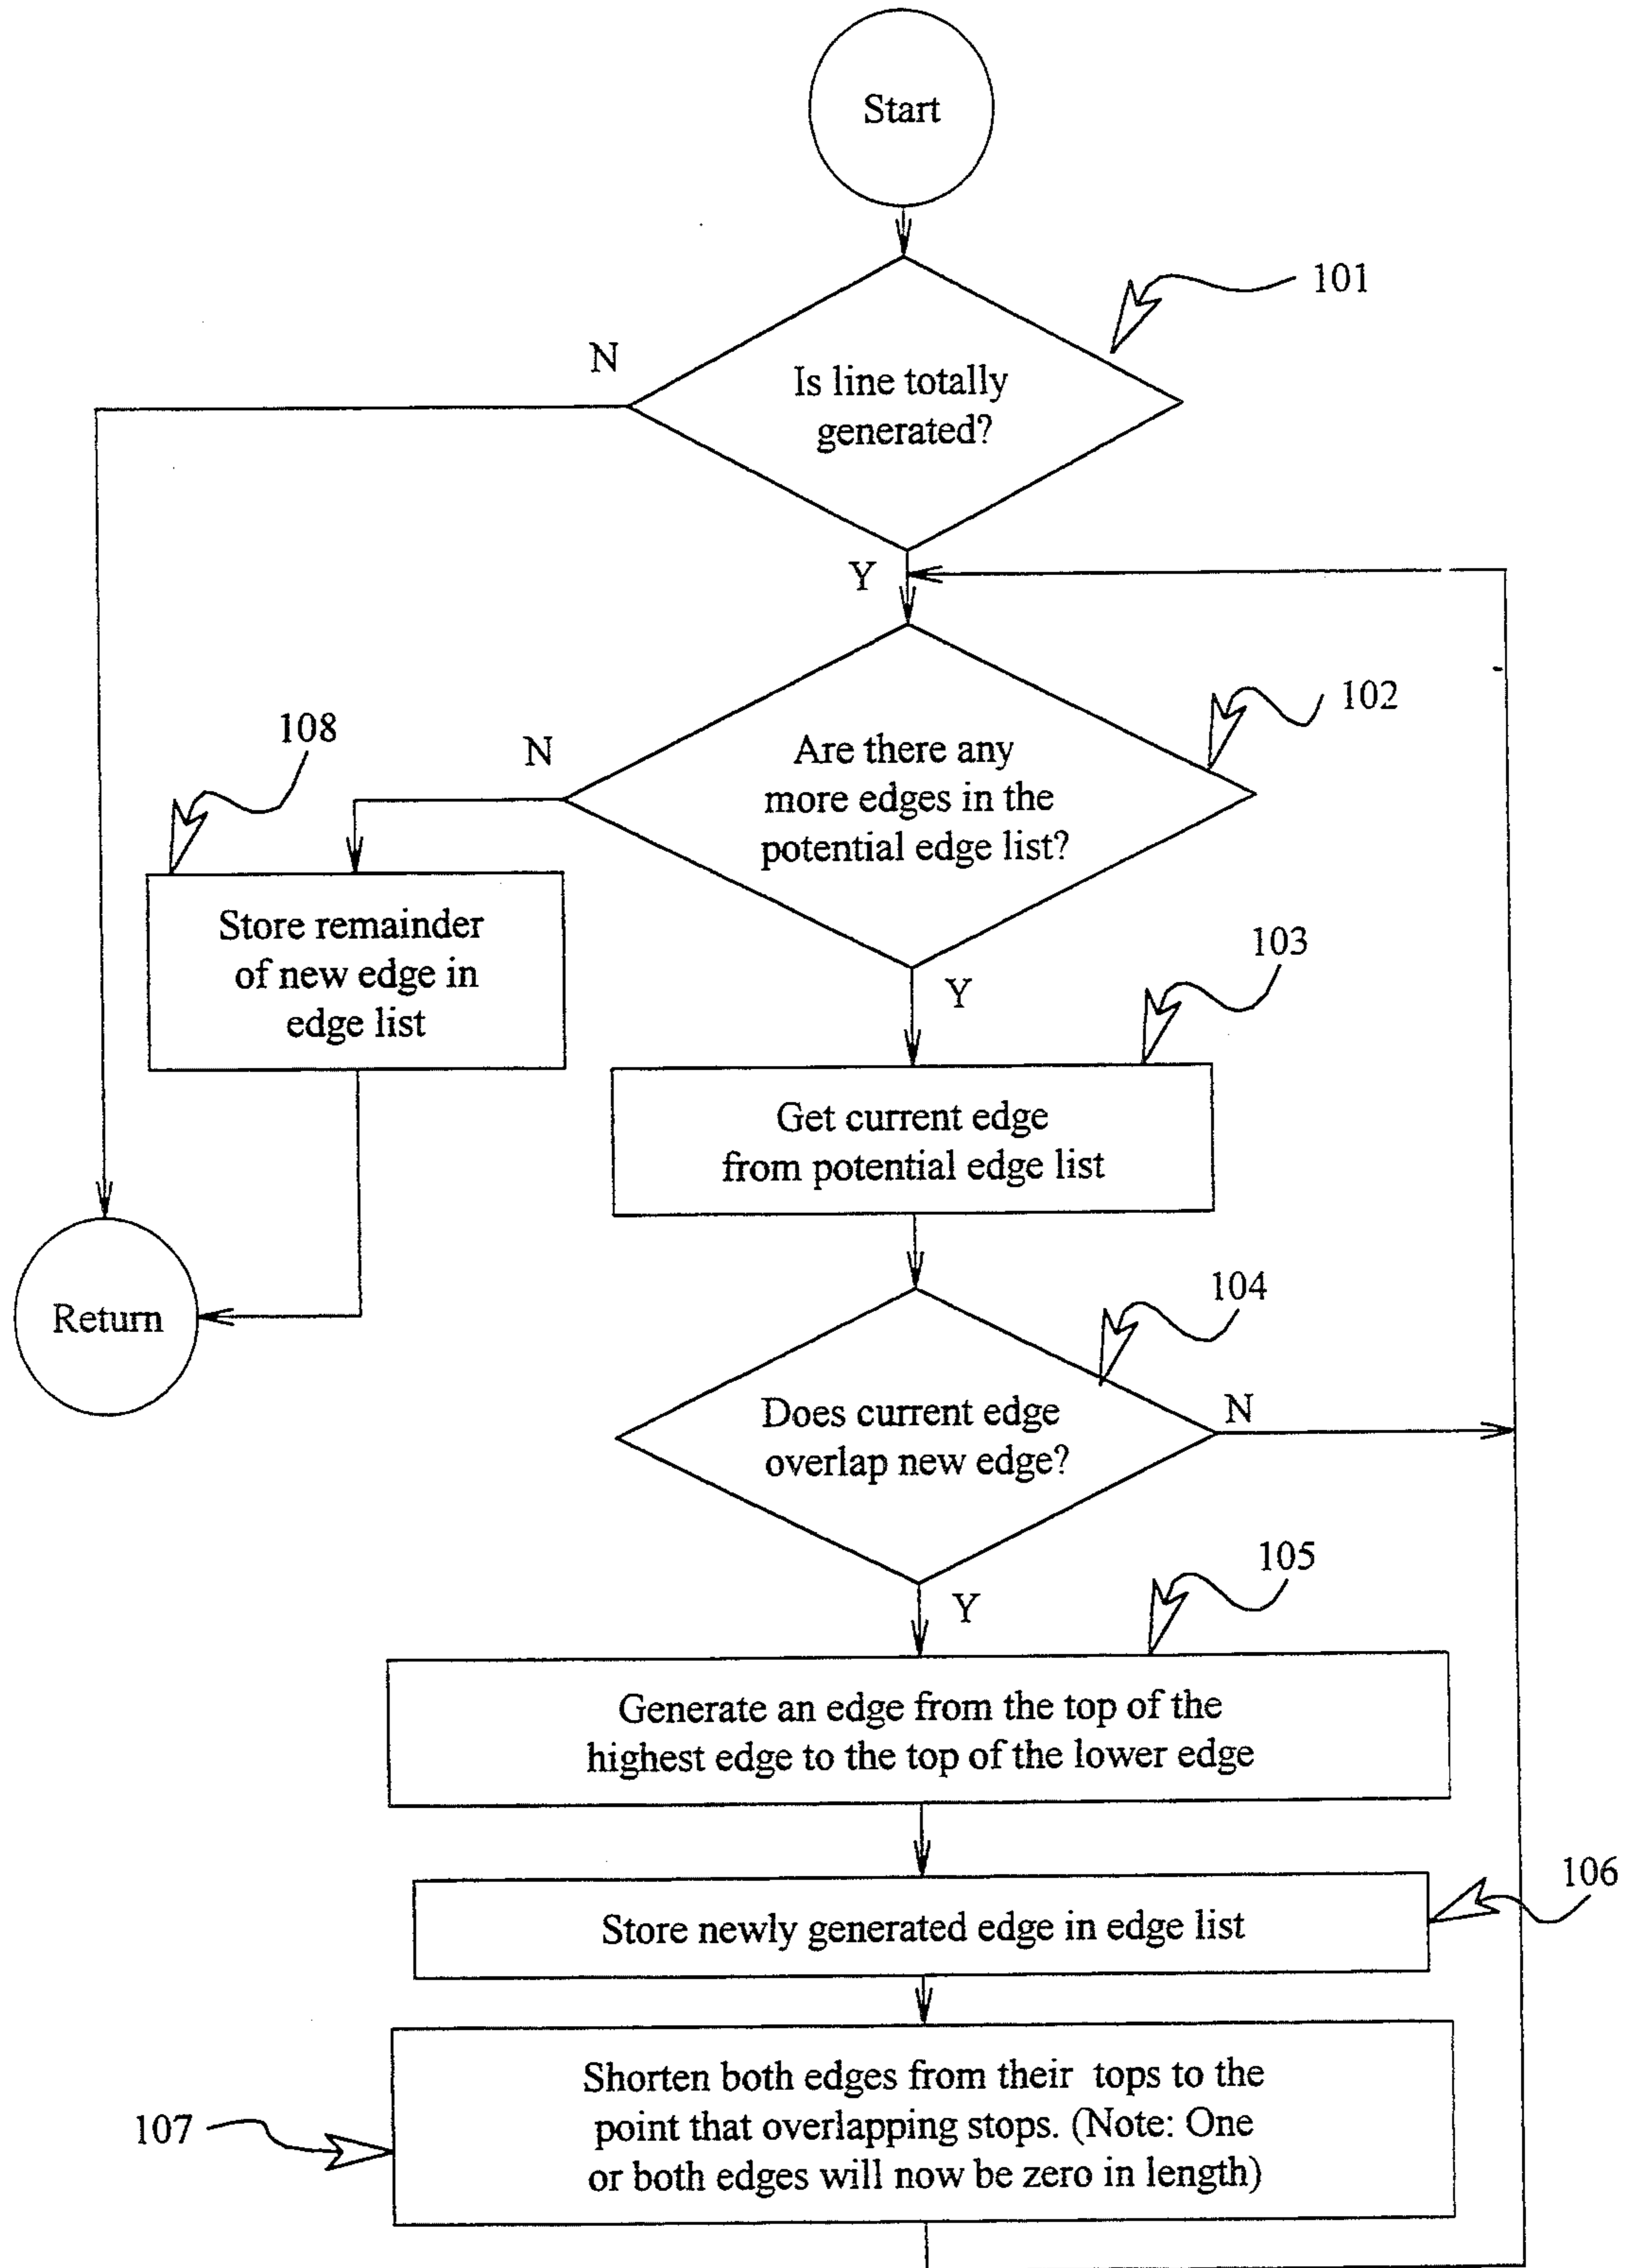 Start
101
N
Is line totally
generated?
Y
102
108
N
Are there any
more edges in the
potential edge list?
Store remainder
of new edge in
edge list
103
Y
Get current edge
from potential edge list
104
Return
Does current edge
overlap new edge?
N
105
Y
Generate an edge from the top of the
highest edge to the top of the lower edge
106
Store newly generated edge in edge list
107
Shorten both edges from their tops to the
point that overlapping stops. (Note: One
or both edges will now be zero in length)